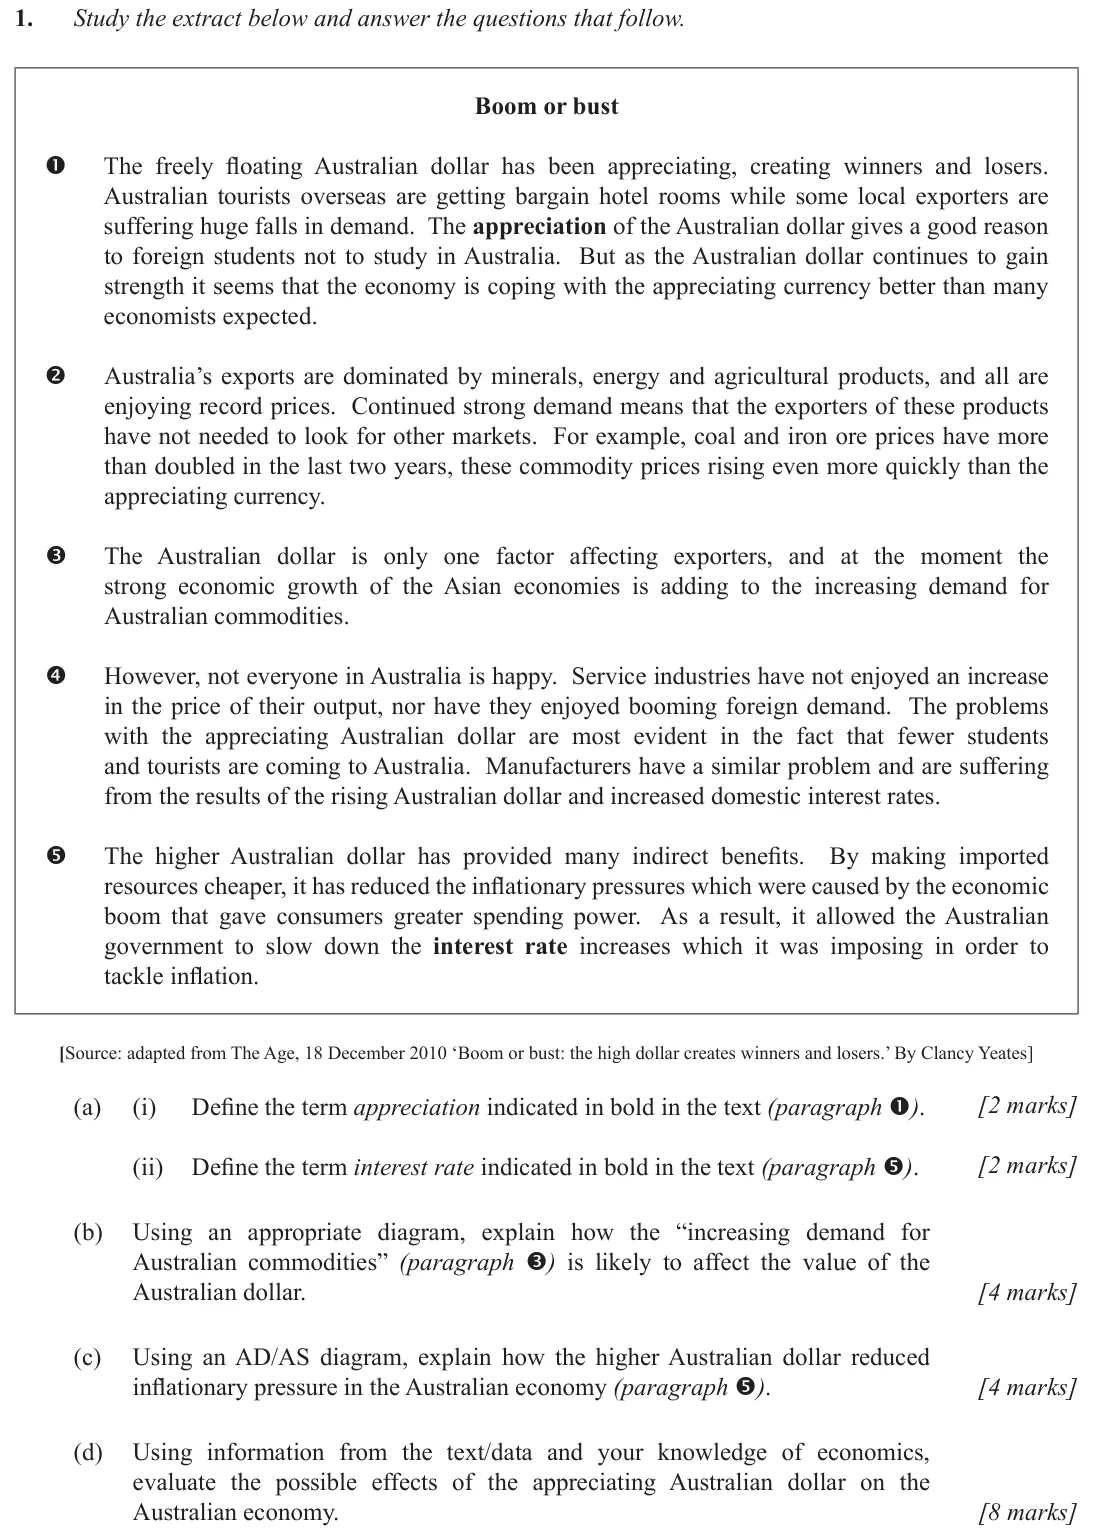 1. Study the extract below and answer the questions that follow.
Boom or bust
❶ The freely floating Australian dollar has been appreciating, creating winners and losers.
Australian tourists overseas are getting bargain hotel rooms while some local exporters are
suffering huge falls in demand. The appreciation of the Australian dollar gives a good reason
to foreign students not to study in Australia. But as the Australian dollar continues to gain
strength it seems that the economy is coping with the appreciating currency better than many
economists expected.
❷ Australia’s exports are dominated by minerals, energy and agricultural products, and all are
enjoying record prices. Continued strong demand means that the exporters of these products
have not needed to look for other markets. For example, coal and iron ore prices have more
than doubled in the last two years, these commodity prices rising even more quickly than the
appreciating currency.
❸ The Australian dollar is only one factor affecting exporters, and at the moment the
strong economic growth of the Asian economies is adding to the increasing demand for
Australian commodities.
❹ However, not everyone in Australia is happy. Service industries have not enjoyed an increase
in the price of their output, nor have they enjoyed booming foreign demand. The problems
with the appreciating Australian dollar are most evident in the fact that fewer students
and tourists are coming to Australia. Manufacturers have a similar problem and are suffering
from the results of the rising Australian dollar and increased domestic interest rates.
❺ The higher Australian dollar has provided many indirect benefits. By making imported
resources cheaper, it has reduced the inflationary pressures which were caused by the economic
boom that gave consumers greater spending power. As a result, it allowed the Australian
government to slow down the interest rate increases which it was imposing in order to
tackle inflation.
[Source: adapted from The Age, 18 December 2010 ‘Boom or bust: the high dollar creates winners and losers.’ By Clancy Yeates]
(a) (i) Define the term appreciation indicated in bold in the text (paragraph ❶). [2 marks]
(ii) Define the term interest rate indicated in bold in the text (paragraph ❺). [2 marks]
(b) Using an appropriate diagram, explain how the “increasing demand for
Australian commodities” (paragraph ❸) is likely to affect the value of the
Australian dollar. [4 marks]
(c) Using an AD/AS diagram, explain how the higher Australian dollar reduced
inflationary pressure in the Australian economy (paragraph ❺). [4 marks]
(d) Using information from the text/data and your knowledge of economics,
evaluate the possible effects of the appreciating Australian dollar on the
Australian economy. [8 marks]